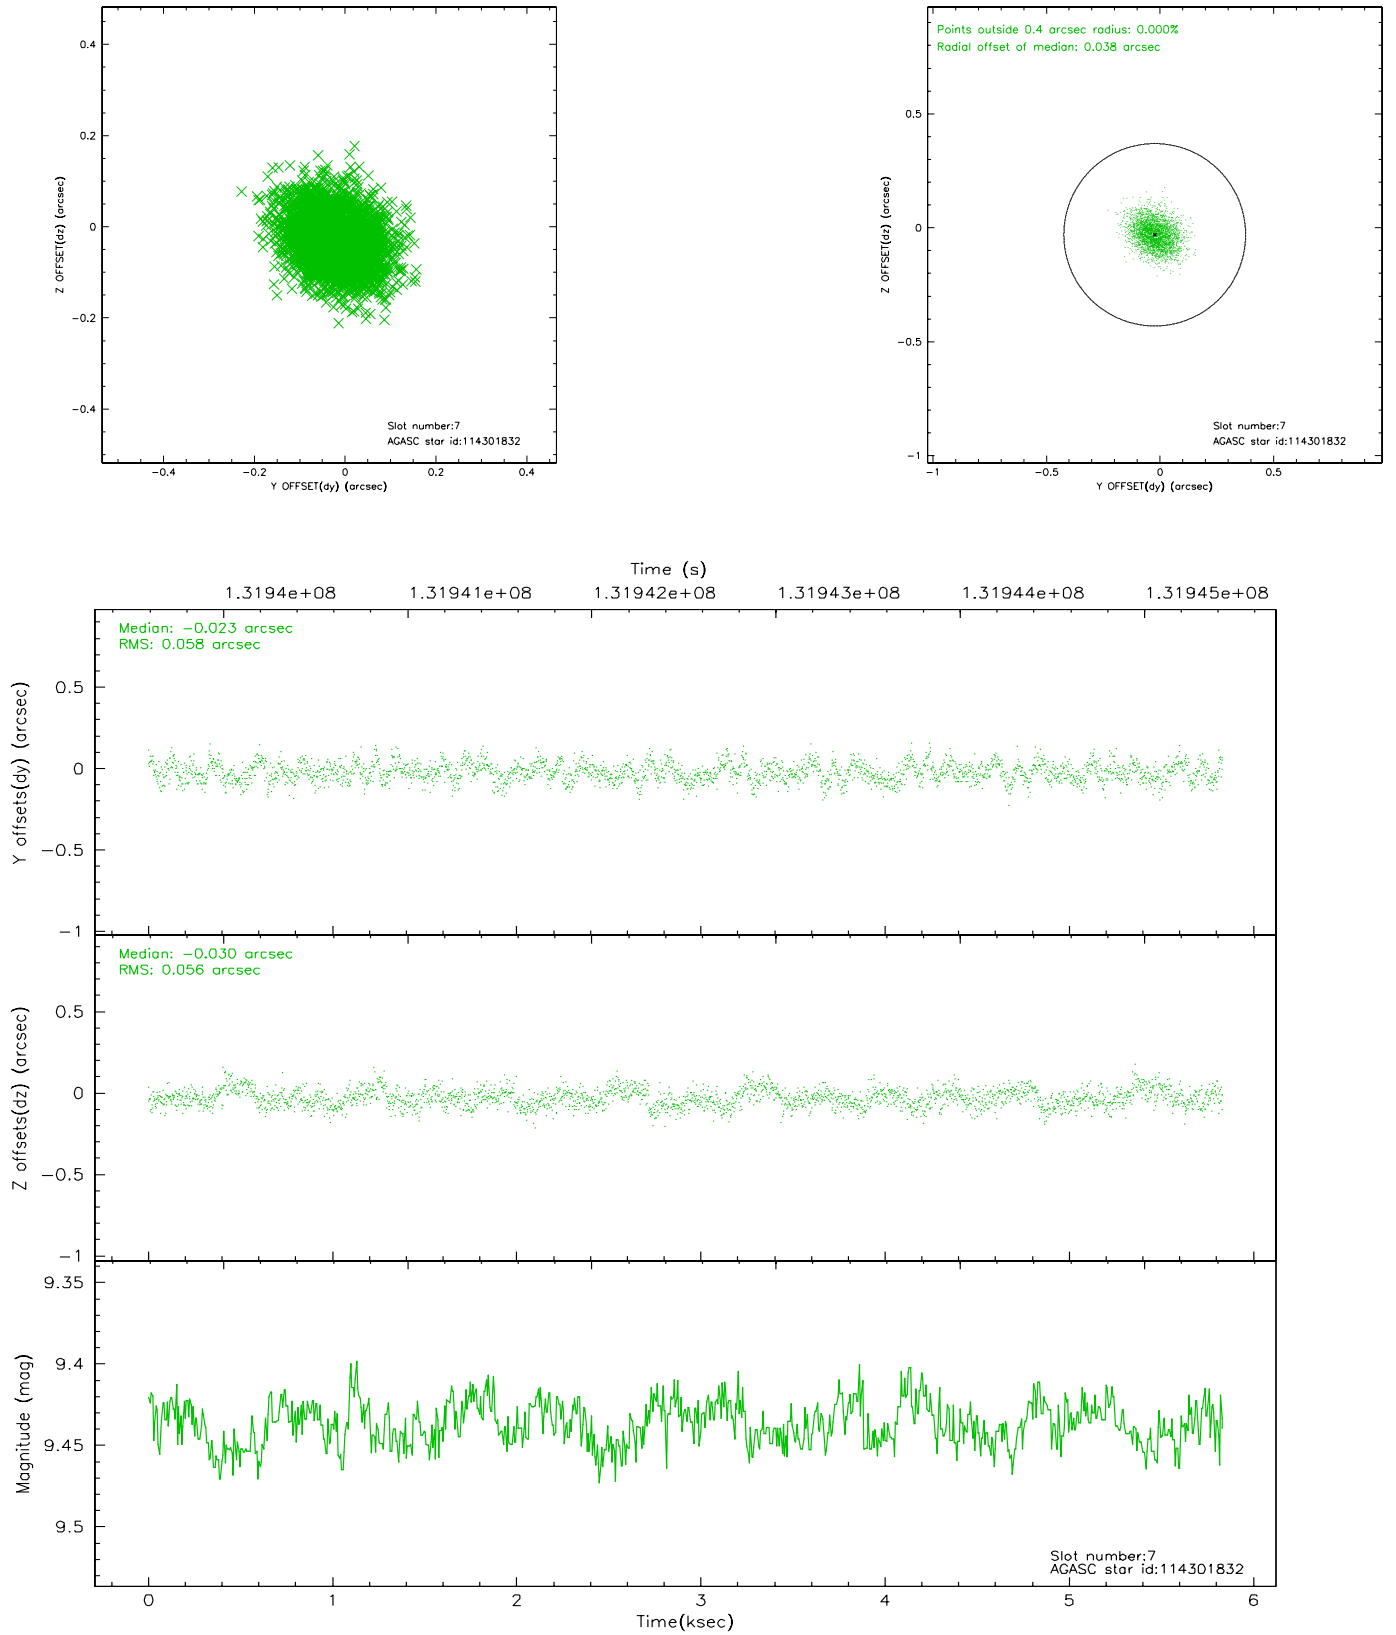 0.4
0.2
0
−0.2
−0.4
Z OFFSET(dz) (arcsec)
Slot number:7
AGASC star id:114301832
−0.4 −0.2 0 0.2 0.4
Y OFFSET(dy) (arcsec)
Points outside 0.4 arcsec radius: 0.000%
Radial offset of median: 0.038 arcsec
0.5
0
−0.5
−1
Z OFFSET(dz) (arcsec)
Slot number:7
AGASC star id:114301832
−1 −0.5 0 0.5
Y OFFSET(dy) (arcsec)
Time (s)
1.3194e+08 1.31941e+08 1.31942e+08 1.31943e+08 1.31944e+08 1.31945e+08
Median: −0.023 arcsec
RMS: 0.058 arcsec
0.5
0
−0.5
−1
Y offsets(dy) (arcsec)
Median: −0.030 arcsec
RMS: 0.056 arcsec
0.5
0
−0.5
−1
Z offsets(dz) (arcsec)
9.35
9.4
9.45
9.5
Magnitude (mag)
Slot number:7
AGASC star id:114301832
0 1 2 3 4 5 6
Time(ksec)